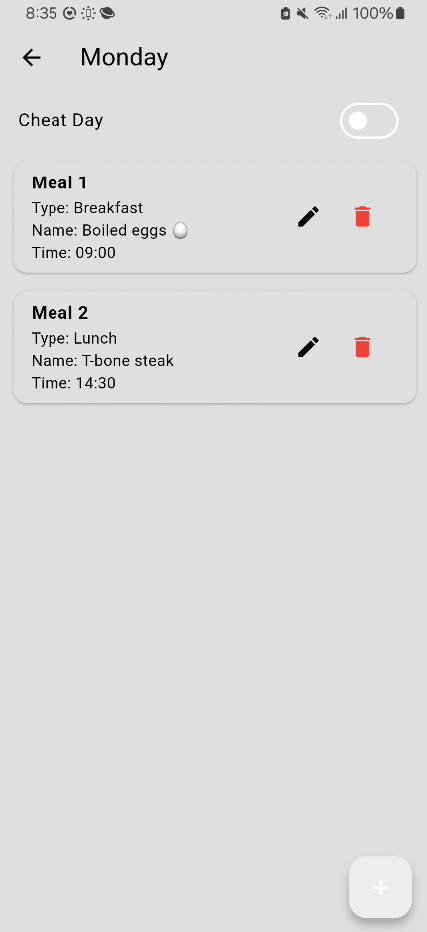 8:35 100%
Monday
Cheat Day
Meal 1
Type: Breakfast
Name: Boiled eggs 🥚
Time: 09:00
Meal 2
Type: Lunch
Name: T-bone steak
Time: 14:30
+